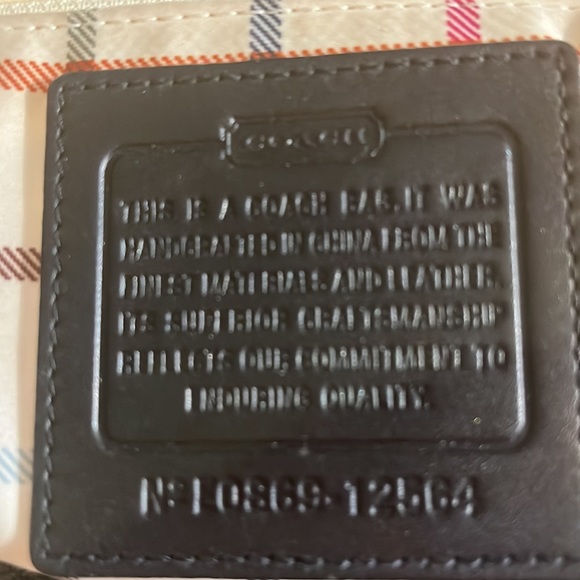 COACH
THIS IS A COACH BAG. IT WAS
HANDCRAFTED IN CHINA FROM THE
FINEST MATERIALS AND LEATHER.
ITS SUPERIOR CRAFTSMANSHIP
REFLECTS OUR COMMITMENT TO
ENDURING QUALITY.
Nº L0869-12564